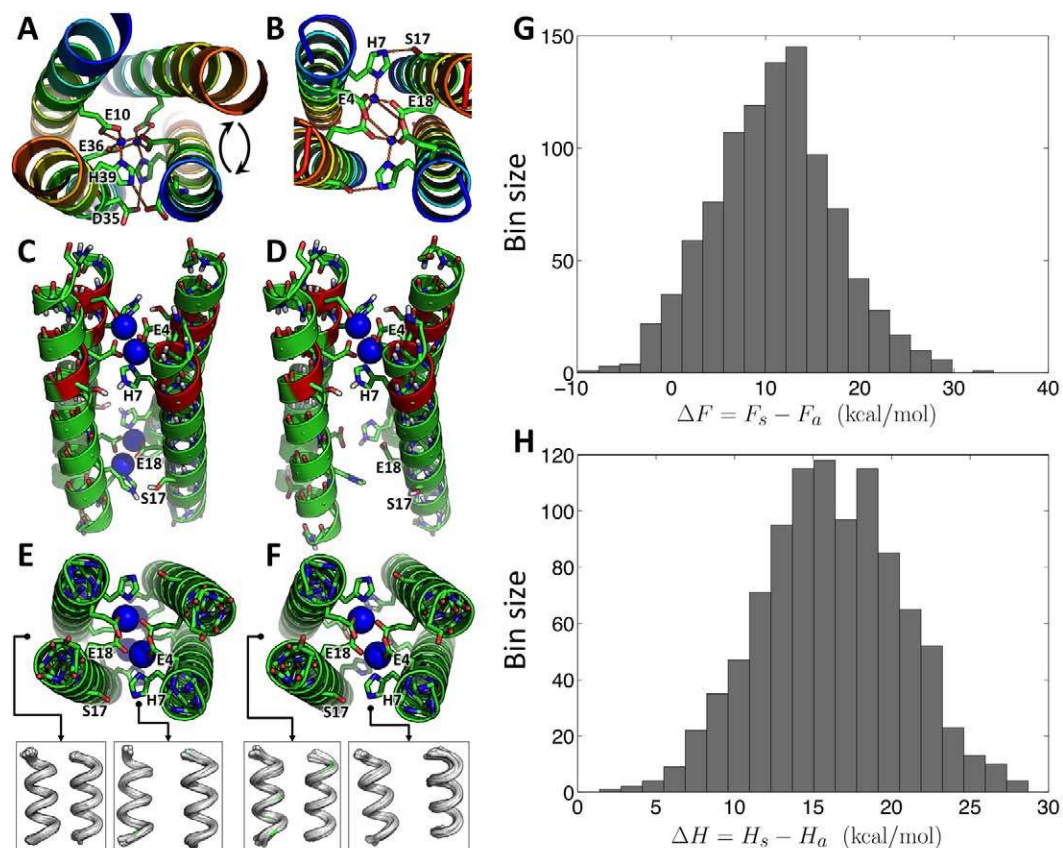 A
E10
E36
H39
D35
B
H7
S17
E4
E18
C
E4
H7
E18
S17
D
E4
H7
E18
S17
E
E18
E4
S17
H7
F
E18
E4
S17
H7
G
150
100
50
0
Bin size
−10 0 10 20 30 40
ΔF = F_s − F_a (kcal/mol)
H
120
100
80
60
40
20
0
Bin size
0 5 10 15 20 25 30
ΔH = H_s − H_a (kcal/mol)